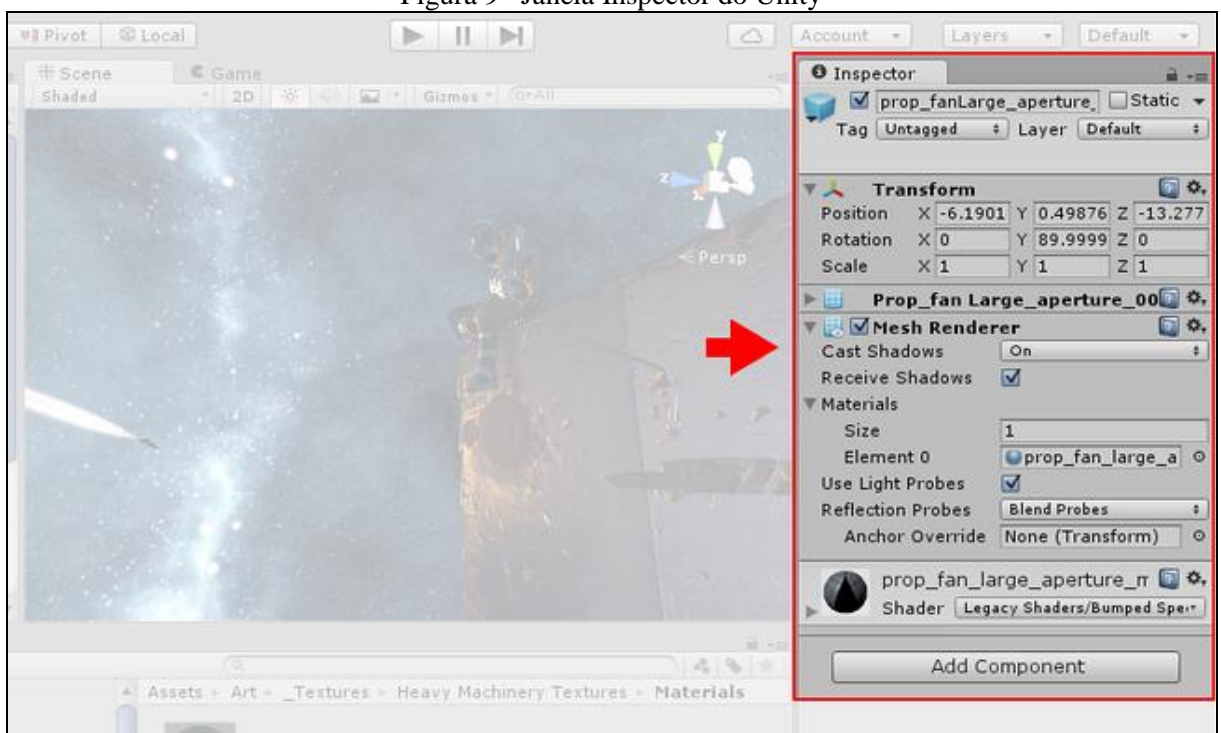 Figura 9 - Janela Inspector do Unity
Pivot Local Account Layers Default
Scene Game
Shaded 2D Gizmos All
y
z x
Persp
Inspector
prop_fanLarge_aperture_ Static
Tag Untagged Layer Default
Transform
Position X -6.1901 Y 0.49876 Z -13.277
Rotation X 0 Y 89.9999 Z 0
Scale X 1 Y 1 Z 1
Prop_fan Large_aperture_00
Mesh Renderer
Cast Shadows On
Receive Shadows
Materials
Size 1
Element 0 prop_fan_large_a
Use Light Probes
Reflection Probes Blend Probes
Anchor Override None (Transform)
prop_fan_large_aperture_m
Shader Legacy Shaders/Bumped Spe
Add Component
Assets Art _Textures Heavy Machinery Textures Materials